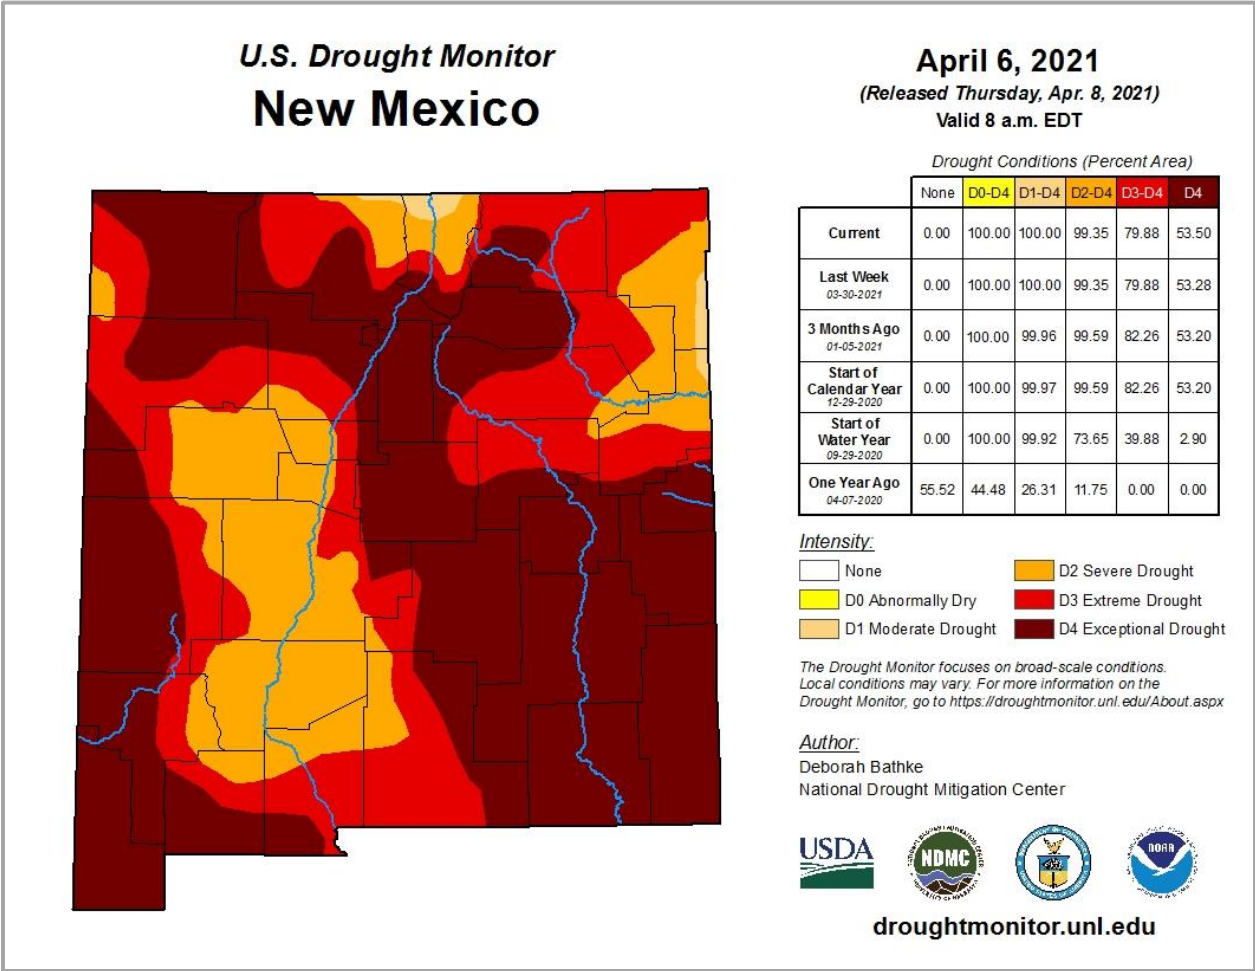 U.S. Drought Monitor
New Mexico
April 6, 2021
(Released Thursday, Apr. 8, 2021)
Valid 8 a.m. EDT
Drought Conditions (Percent Area)
None D0-D4 D1-D4 D2-D4 D3-D4 D4
Current 0.00 100.00 100.00 99.35 79.88 53.50
Last Week
03-30-2021
0.00 100.00 100.00 99.35 79.88 53.28
3 Months Ago
01-05-2021
0.00 100.00 99.96 99.59 82.26 53.20
Start of
Calendar Year
12-29-2020
0.00 100.00 99.97 99.59 82.26 53.20
Start of
Water Year
09-29-2020
0.00 100.00 99.92 73.65 39.88 2.90
One Year Ago
04-07-2020
55.52 44.48 26.31 11.75 0.00 0.00
Intensity:
None
D0 Abnormally Dry
D1 Moderate Drought
D2 Severe Drought
D3 Extreme Drought
D4 Exceptional Drought
The Drought Monitor focuses on broad-scale conditions.
Local conditions may vary. For more information on the
Drought Monitor, go to https://droughtmonitor.unl.edu/About.aspx
Author:
Deborah Bathke
National Drought Mitigation Center
USDA
NDMC
NOAA
droughtmonitor.unl.edu